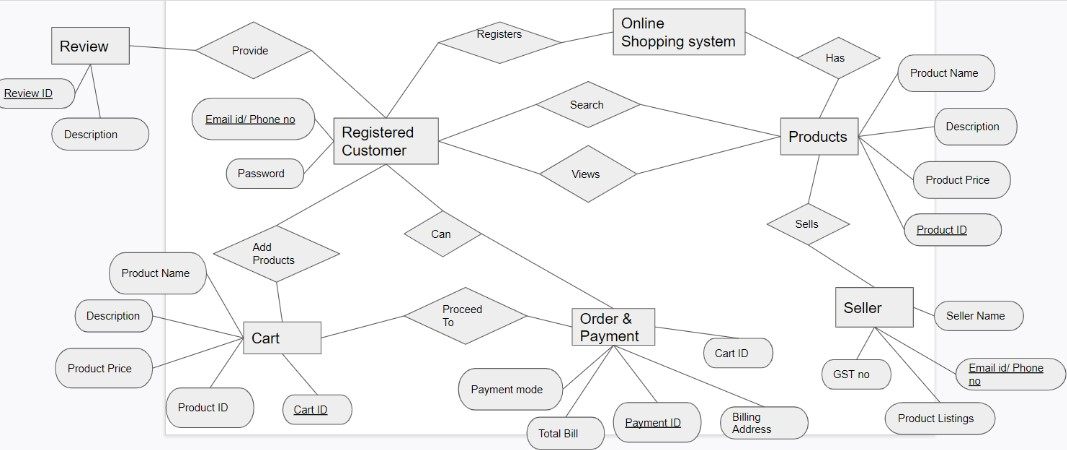 Online
Shopping system
Registers
Review
Provide
Has
Product Name
Review ID
Search
Email id/ Phone no
Description
Description
Registered
Customer
Products
Password
Views
Product Price
Sells
Product ID
Can
Add
Products
Product Name
Description
Proceed
To
Seller
Seller Name
Order &
Payment
Cart
Cart ID
Product Price
GST no
Email id/ Phone
no
Payment mode
Product ID
Cart ID
Total Bill
Payment ID
Billing
Address
Product Listings